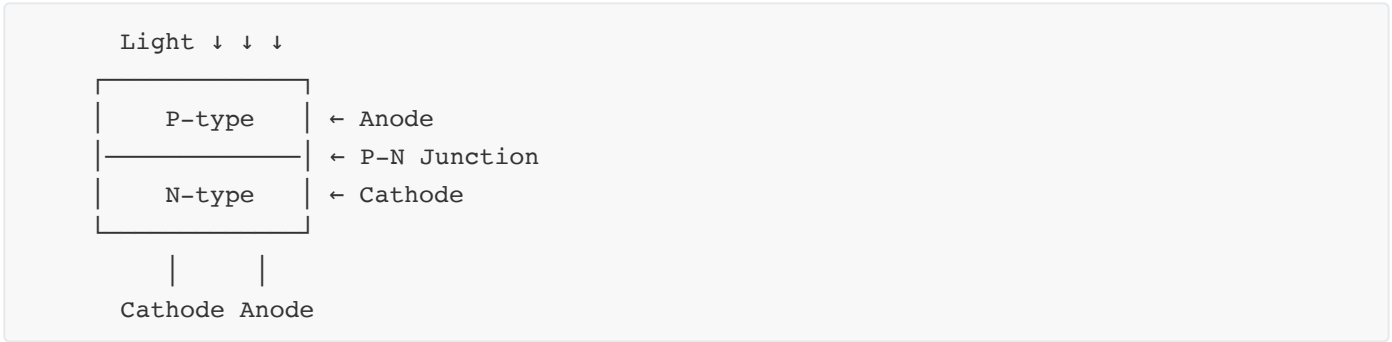 Light ↓ ↓ ↓
P-type ← Anode
← P-N Junction
N-type ← Cathode
Cathode Anode